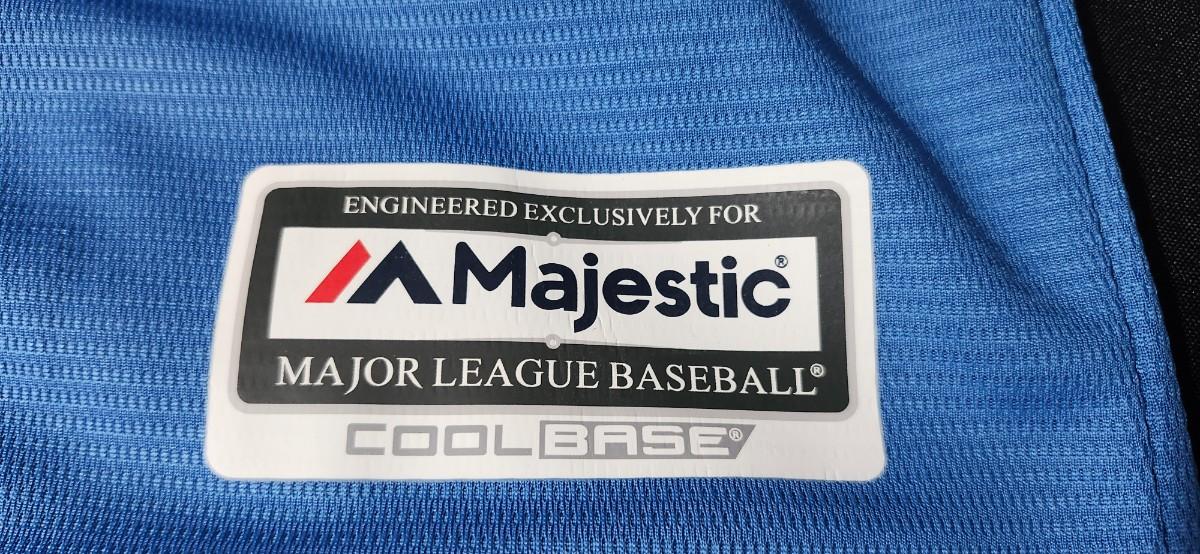 ENGINEERED EXCLUSIVELY FOR
Majestic®
MAJOR LEAGUE BASEBALL®
COOLBASE®